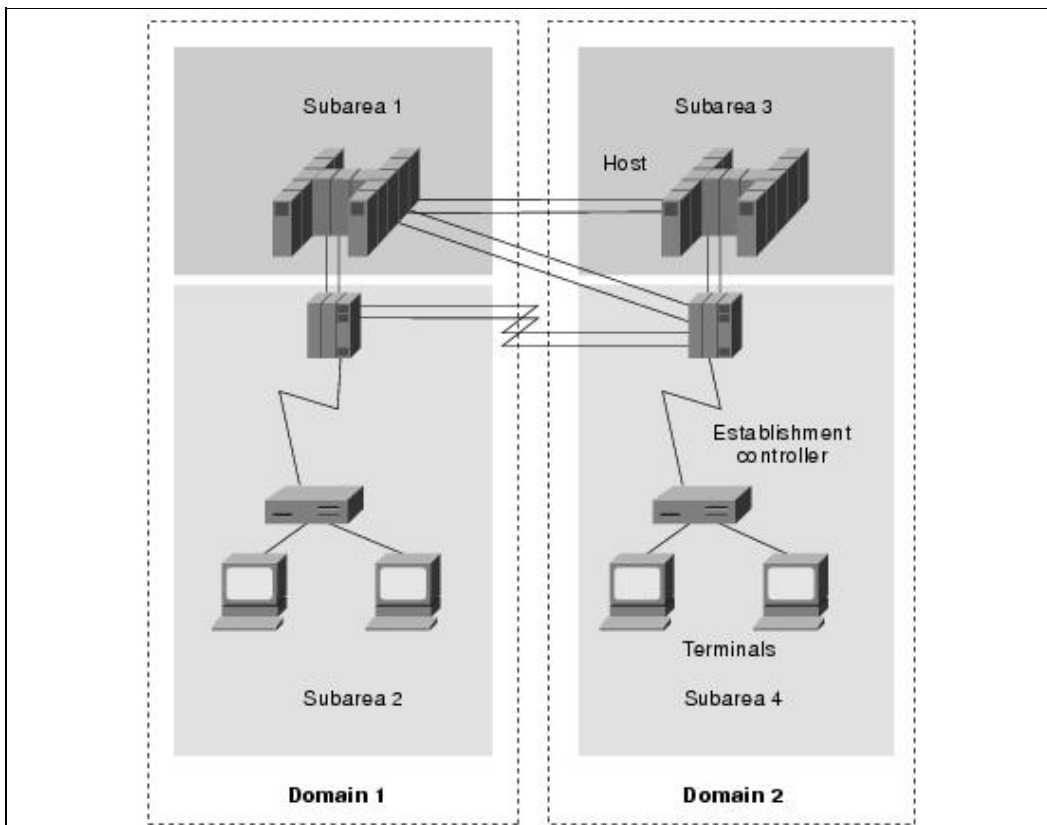 Subarea 1
Subarea 3
Host
Establishment
controller
Terminals
Subarea 2
Subarea 4
Domain 1
Domain 2